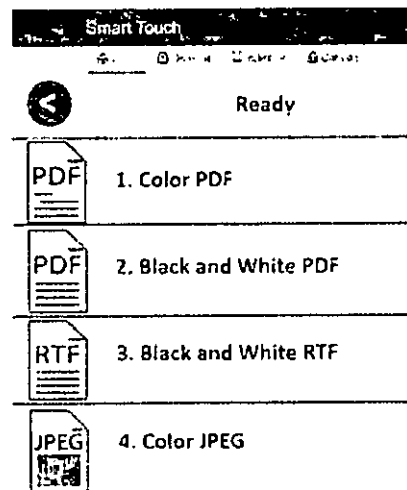 Smart Touch
Ready
PDF
1. Color PDF
PDF
2. Black and White PDF
RTF
3. Black and White RTF
JPEG
4. Color JPEG